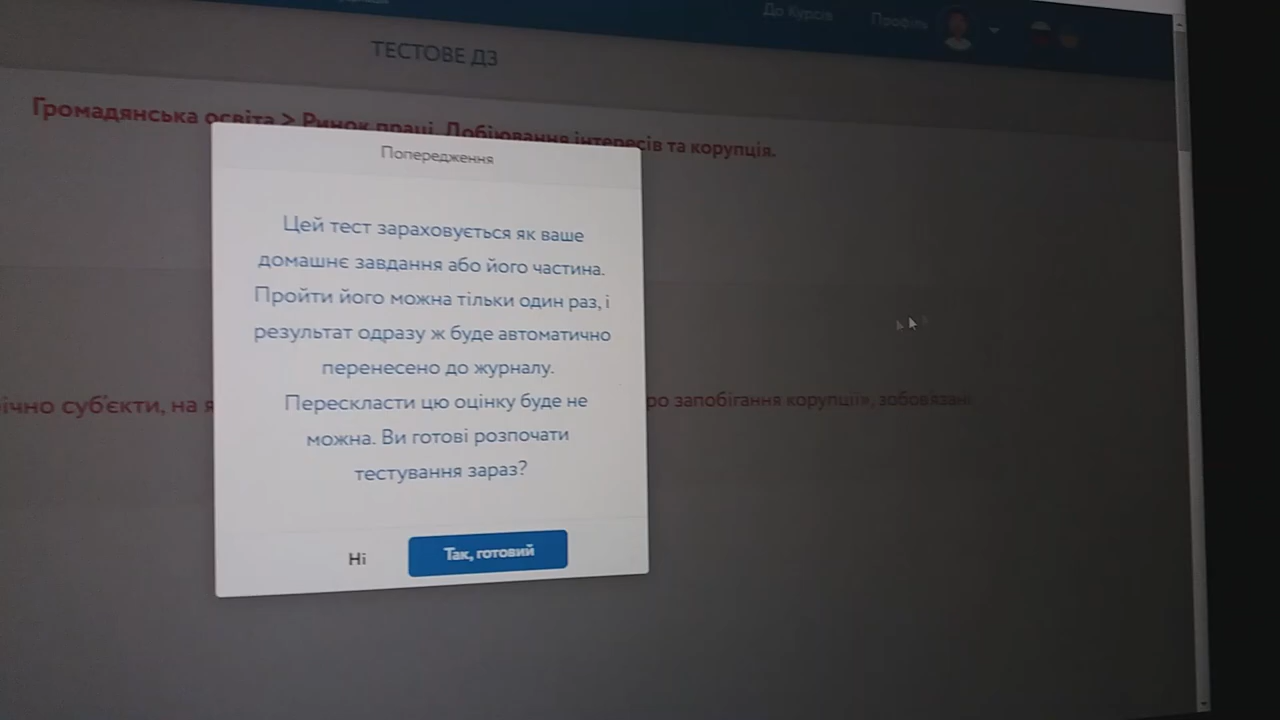 До Курсів Профіль
ТЕСТОВЕ ДЗ
Громадянська освіта > Ринок праці. Лобіювання інтересів та корупція.
Попередження
Цей тест зараховується як ваше
домашнє завдання або його частина.
Пройти його можна тільки один раз, і
результат одразу ж буде автоматично
перенесено до журналу.
ічно суб'єкти, на я ро запобігання корупції», зобов'язані
Перескласти цю оцінку буде не
можна. Ви готові розпочати
тестування зараз?
Ні Так, готовий